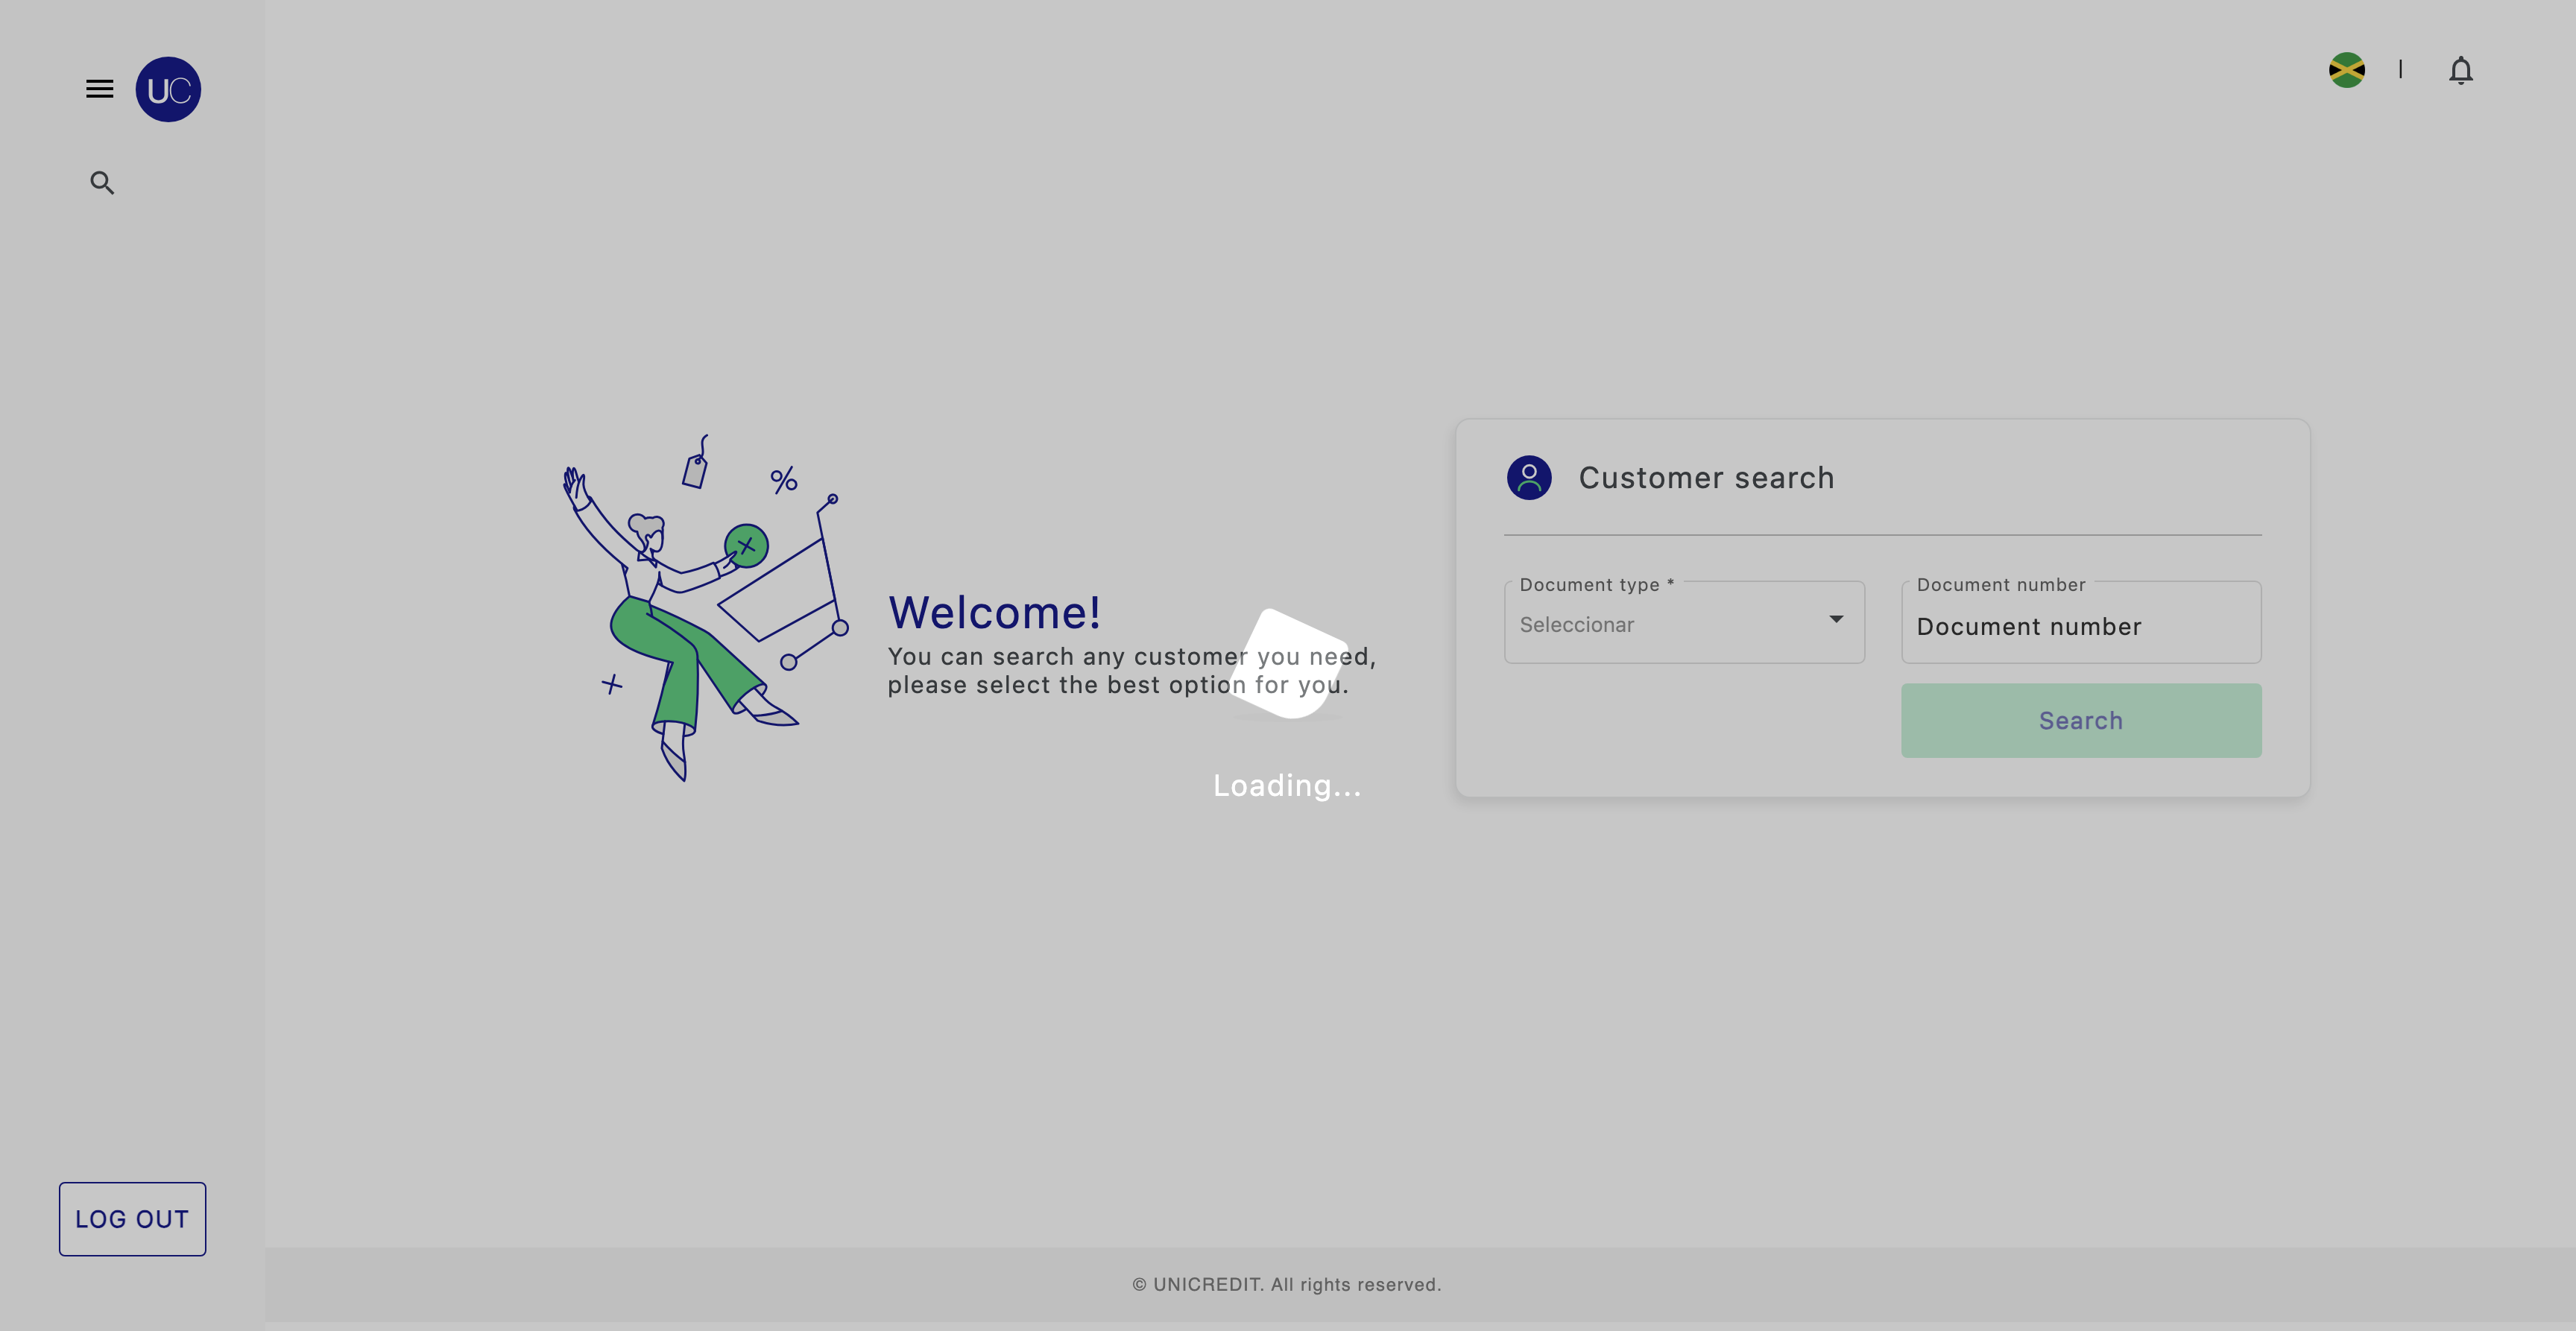 UC
Welcome!
You can search any customer you need,
please select the best option for you.
Loading...
Customer search
Document type *
Seleccionar
Document number
Document number
Search
LOG OUT
© UNICREDIT. All rights reserved.